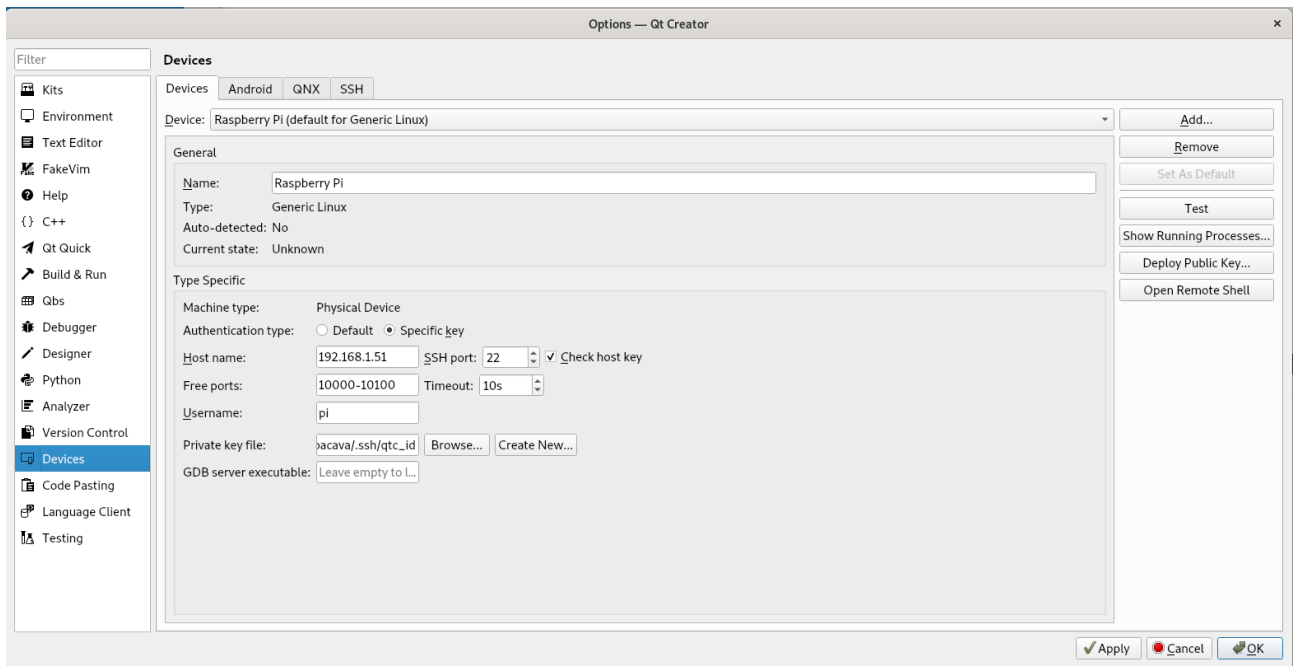 Options — Qt Creator
Filter
Kits
Environment
Text Editor
FakeVim
Help
C++
Qt Quick
Build & Run
Qbs
Debugger
Designer
Python
Analyzer
Version Control
Devices
Code Pasting
Language Client
Testing
Devices
Devices Android QNX SSH
Device: Raspberry Pi (default for Generic Linux)
General
Name: Raspberry Pi
Type: Generic Linux
Auto-detected: No
Current state: Unknown
Type Specific
Machine type: Physical Device
Authentication type: Default Specific key
Host name: 192.168.1.51 SSH port: 22 Check host key
Free ports: 10000-10100 Timeout: 10s
Username: pi
Private key file: pacava/.ssh/qtc_id Browse... Create New...
GDB server executable: Leave empty to l...
Add...
Remove
Set As Default
Test
Show Running Processes...
Deploy Public Key...
Open Remote Shell
Apply Cancel OK